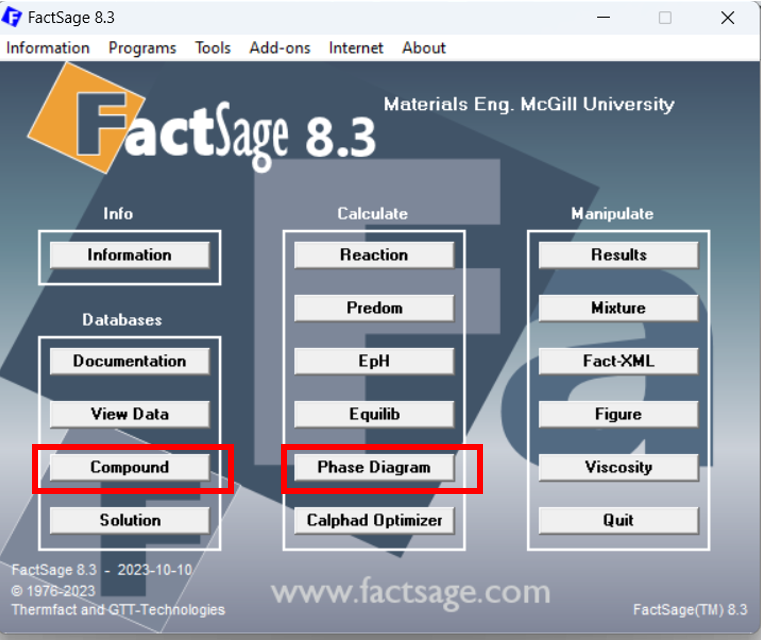 FactSage 8.3
Information Programs Tools Add-ons Internet About
FactSage 8.3
Materials Eng. McGill University
Info
Information
Databases
Documentation
View Data
Compound
Solution
Calculate
Reaction
Predom
EpH
Equilib
Phase Diagram
Calphad Optimizer
Manipulate
Results
Mixture
Fact-XML
Figure
Viscosity
Quit
FactSage 8.3 - 2023-10-10
© 1976-2023
Thermfact and GTT-Technologies
www.factsage.com
FactSage(TM) 8.3